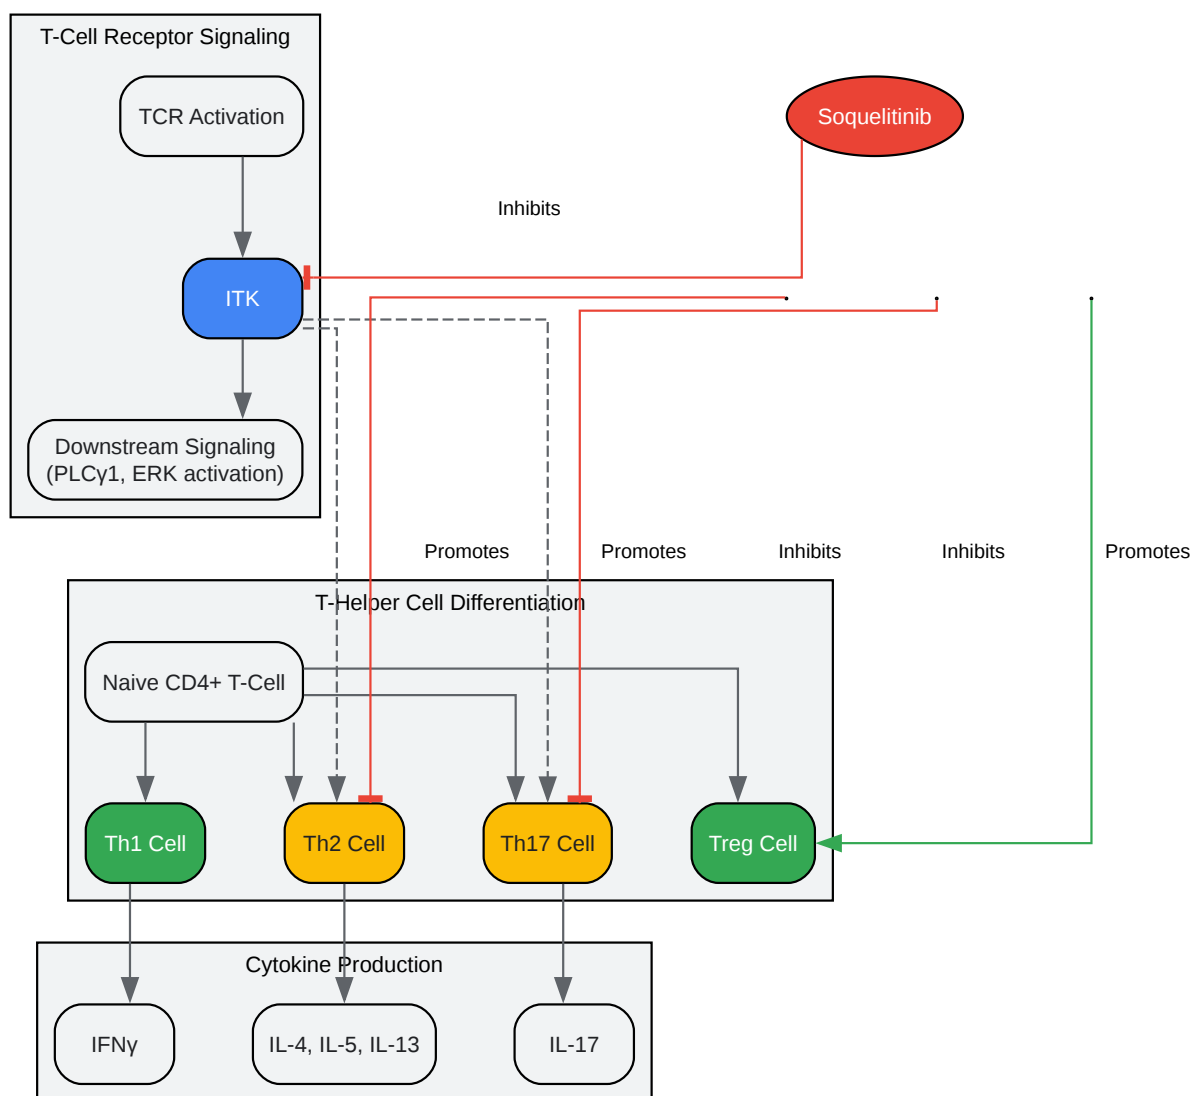 T-Cell Receptor Signaling
TCR Activation
Soquelitinib
Inhibits
ITK
Downstream Signaling
(PLCγ1, ERK activation)
Promotes
Promotes
Inhibits
Inhibits
Promotes
T-Helper Cell Differentiation
Naive CD4+ T-Cell
Th1 Cell
Th2 Cell
Th17 Cell
Treg Cell
Cytokine Production
IFNγ
IL-4, IL-5, IL-13
IL-17